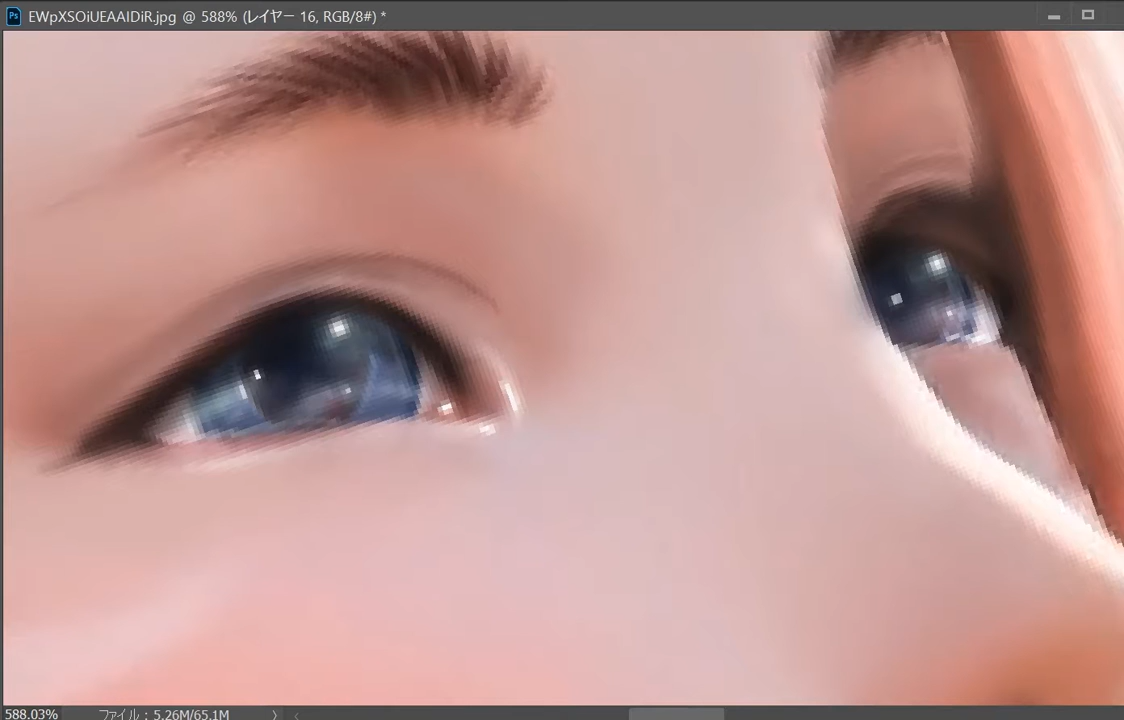 Ps EWpXSOiUEAAIDiR.jpg @ 588% (レイヤー 16, RGB/8#) *
588.03% ファイル : 5.26M/65.1M